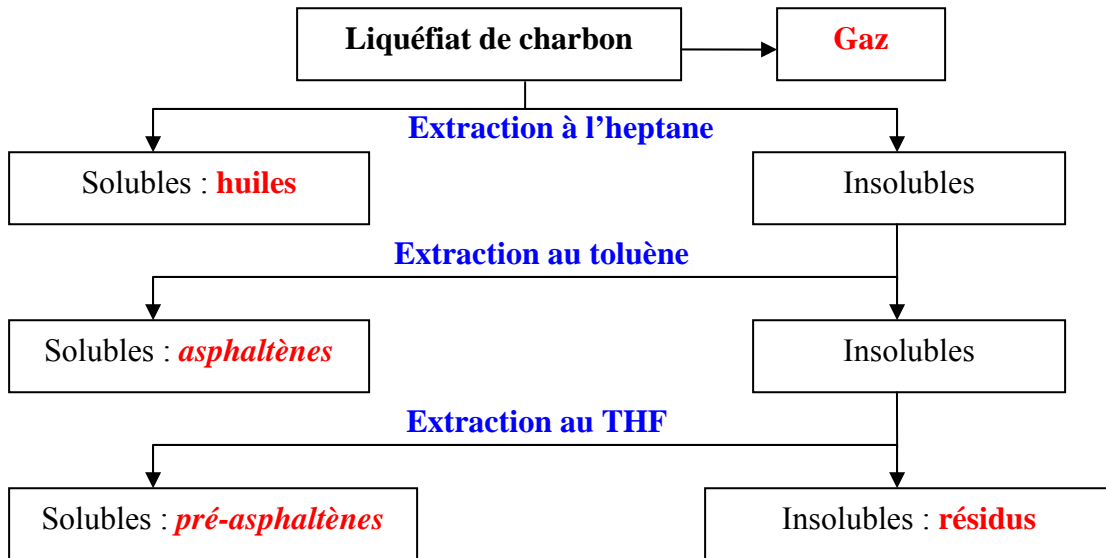 Liquéfiat de charbon
Gaz
Extraction à l’heptane
Solubles : huiles
Insolubles
Extraction au toluène
Solubles : asphaltènes
Insolubles
Extraction au THF
Solubles : pré-asphaltènes
Insolubles : résidus